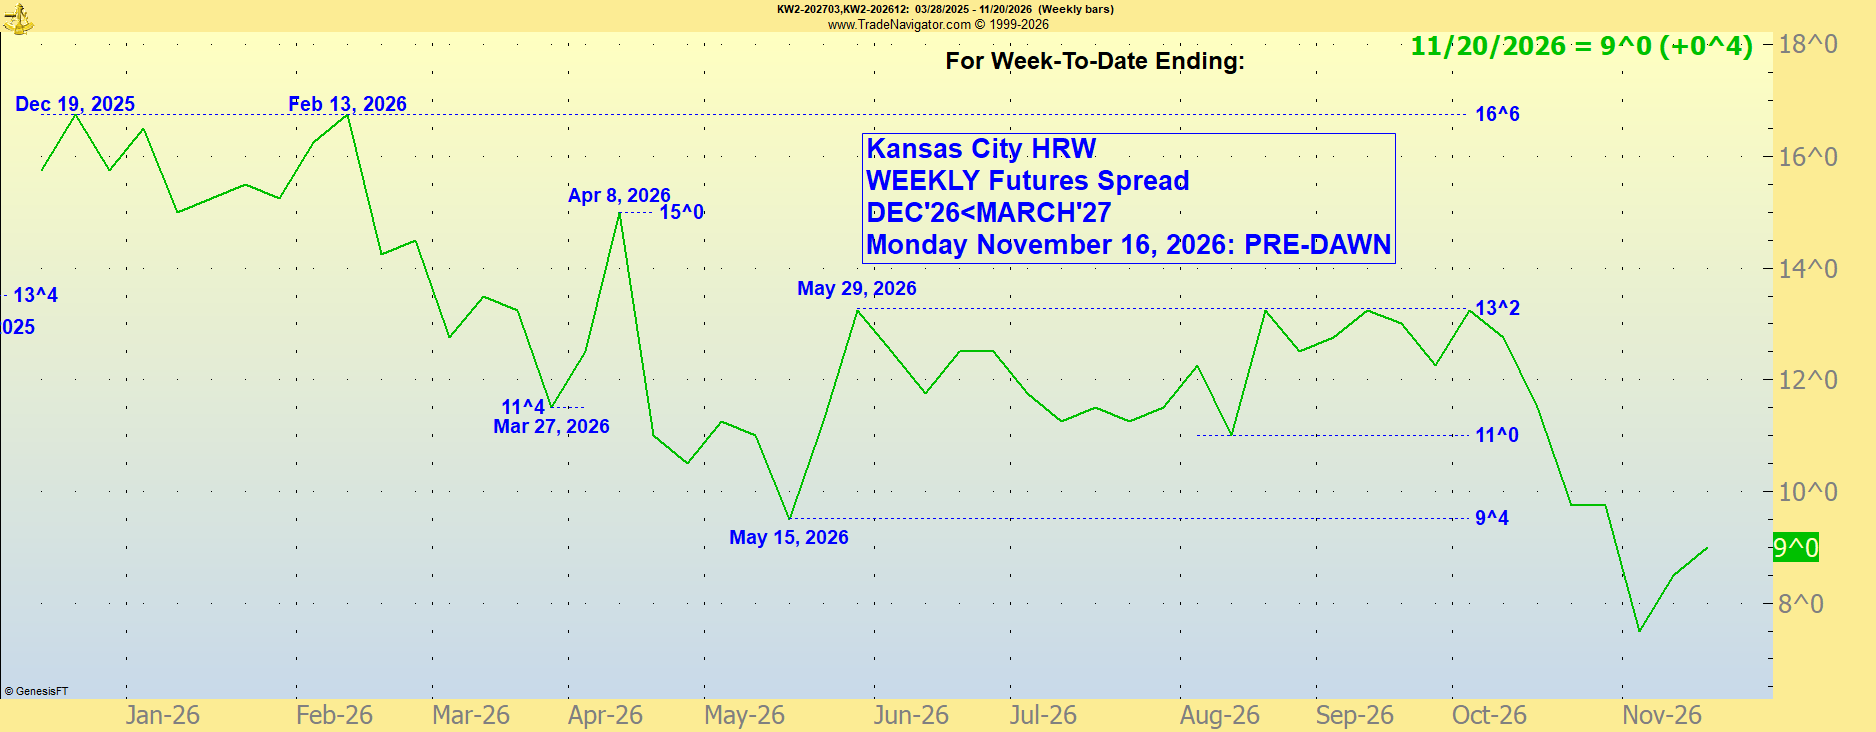 KW2-202703,KW2-202612: 03/28/2025 - 11/20/2026 (Weekly bars)
www.TradeNavigator.com © 1999-2026
11/20/2026 = 9^0 (+0^4)
For Week-To-Date Ending:
Dec 19, 2025
Feb 13, 2026
16^6
Kansas City HRW
WEEKLY Futures Spread
DEC'26<MARCH'27
Monday November 16, 2026: PRE-DAWN
Apr 8, 2026
15^0
May 29, 2026
13^4
13^2
025
11^4
Mar 27, 2026
11^0
9^4
May 15, 2026
18^0
16^0
14^0
12^0
10^0
9^0
8^0
© GenesisFT
Jan-26 Feb-26 Mar-26 Apr-26 May-26 Jun-26 Jul-26 Aug-26 Sep-26 Oct-26 Nov-26